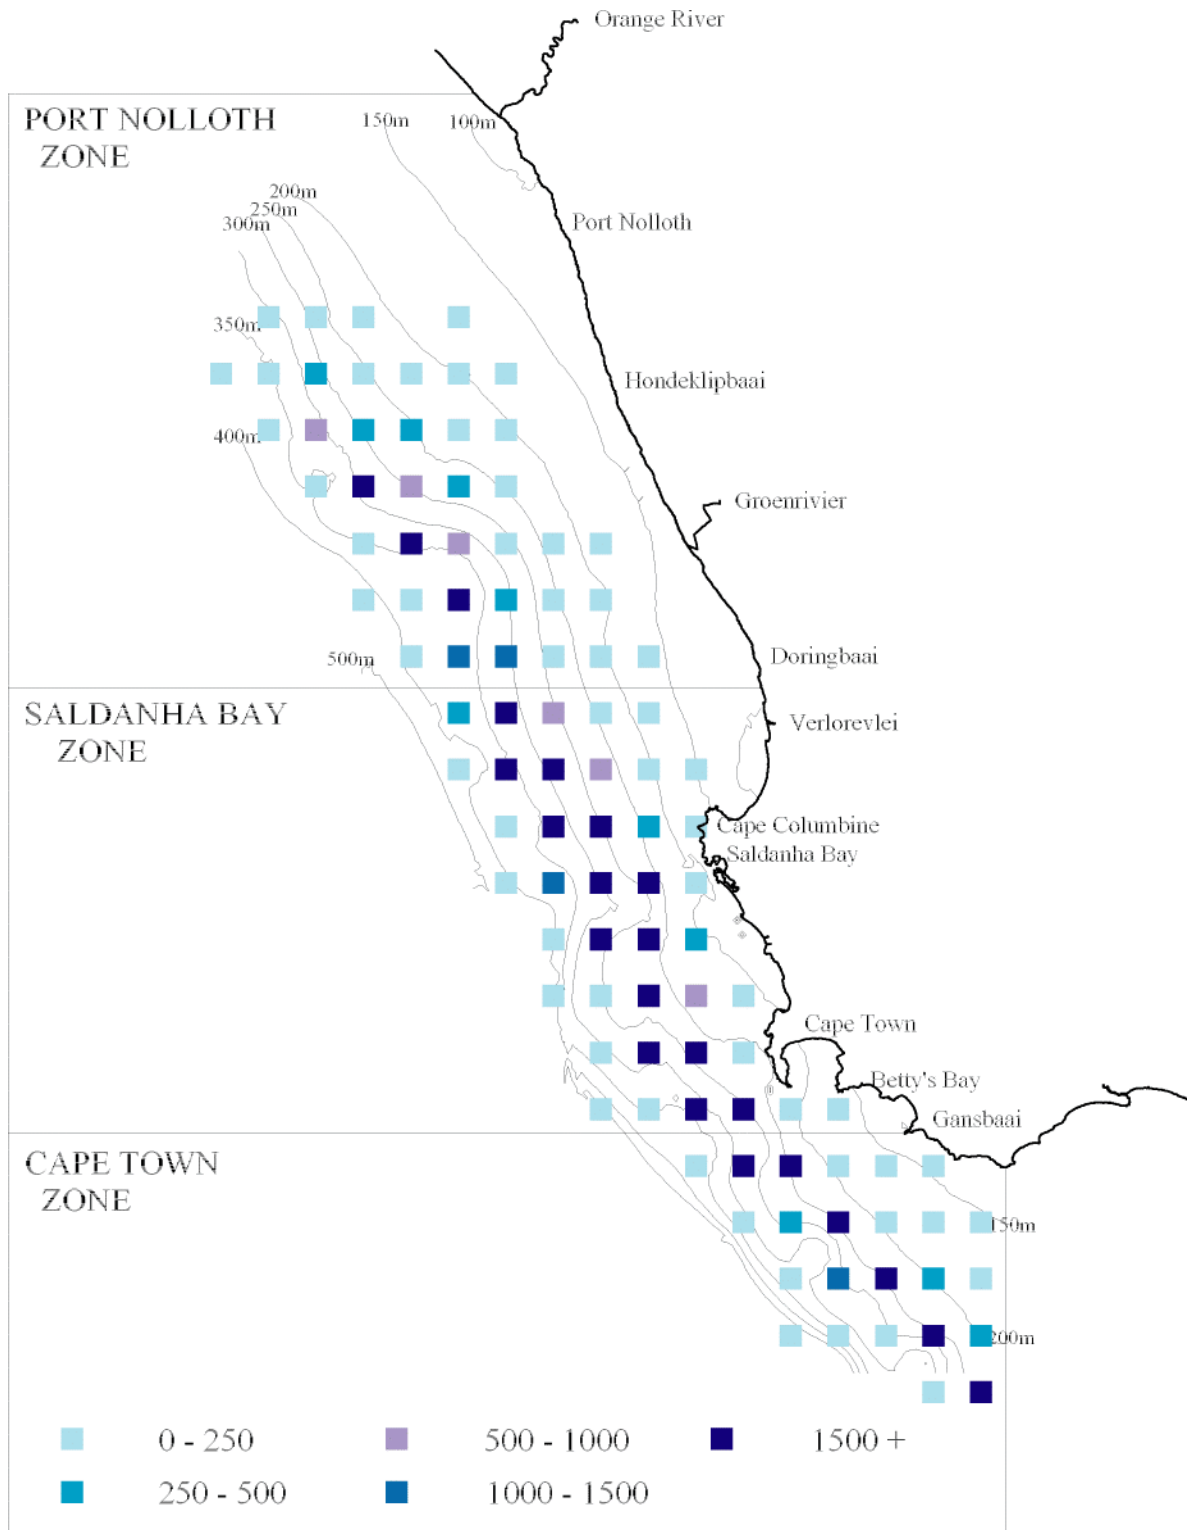 Orange River
PORT NOLLOTH
ZONE
150m
100m
200m
250m
300m
Port Nolloth
350m
Hondeklipbaai
400m
Groenrivier
500m
Doringbaai
SALDANHA BAY
ZONE
Verlorevlei
Cape Columbine
Saldanha Bay
Cape Town
Betty's Bay
Gansbaai
CAPE TOWN
ZONE
150m
200m
0 - 250
500 - 1000
1500 +
250 - 500
1000 - 1500